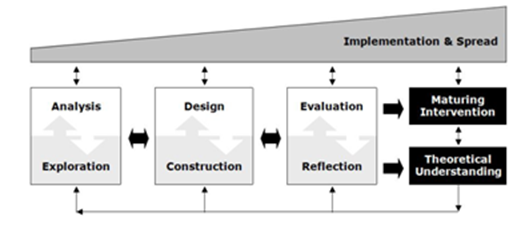 Implementation & Spread
Analysis
Exploration
Design
Construction
Evaluation
Reflection
Maturing
Intervention
Theoretical
Understanding